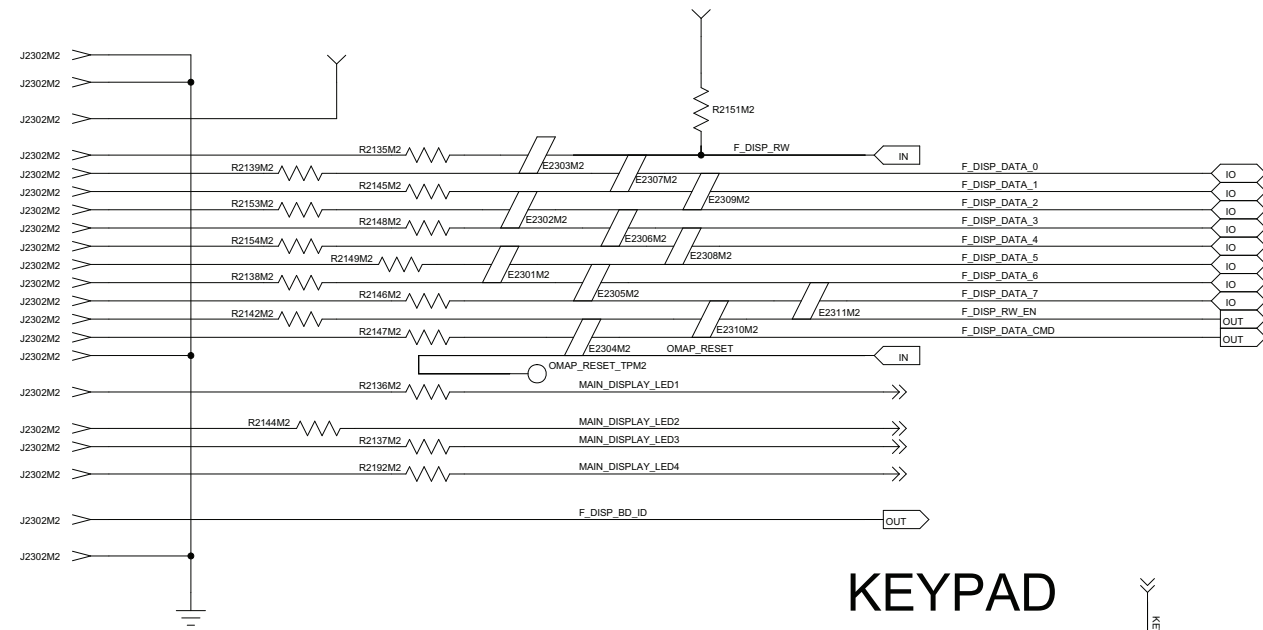 J2302M2
J2302M2
R2151M2
J2302M2
J2302M2 R2135M2 F_DISP_RW IN
J2302M2 R2139M2 E2303M2 F_DISP_DATA_0 IO
J2302M2 R2145M2 E2307M2 F_DISP_DATA_1 IO
J2302M2 R2153M2 E2309M2 F_DISP_DATA_2 IO
J2302M2 R2148M2 E2302M2 F_DISP_DATA_3 IO
J2302M2 R2154M2 E2306M2 F_DISP_DATA_4 IO
J2302M2 R2149M2 E2308M2 F_DISP_DATA_5 IO
J2302M2 R2138M2 E2301M2 F_DISP_DATA_6 IO
J2302M2 R2146M2 E2305M2 F_DISP_DATA_7 IO
J2302M2 R2142M2 E2311M2 F_DISP_RW_EN OUT
J2302M2 R2147M2 E2310M2 F_DISP_DATA_CMD OUT
J2302M2 E2304M2 OMAP_RESET IN
OMAP_RESET_TPM2
J2302M2 R2136M2 MAIN_DISPLAY_LED1
J2302M2 R2144M2 MAIN_DISPLAY_LED2
J2302M2 R2137M2 MAIN_DISPLAY_LED3
J2302M2 R2192M2 MAIN_DISPLAY_LED4
J2302M2 F_DISP_BD_ID OUT
J2302M2
KEYPAD
KE